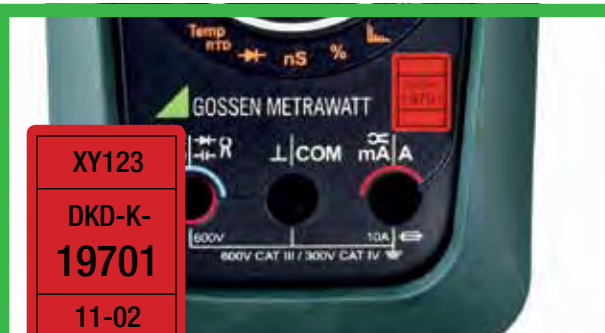 Temp
RTD
nS
%
GOSSEN METRAWATT
19701
COM
mA A
600V
10A
600V CAT III / 300V CAT IV
XY123
DKD-K-
19701
11-02